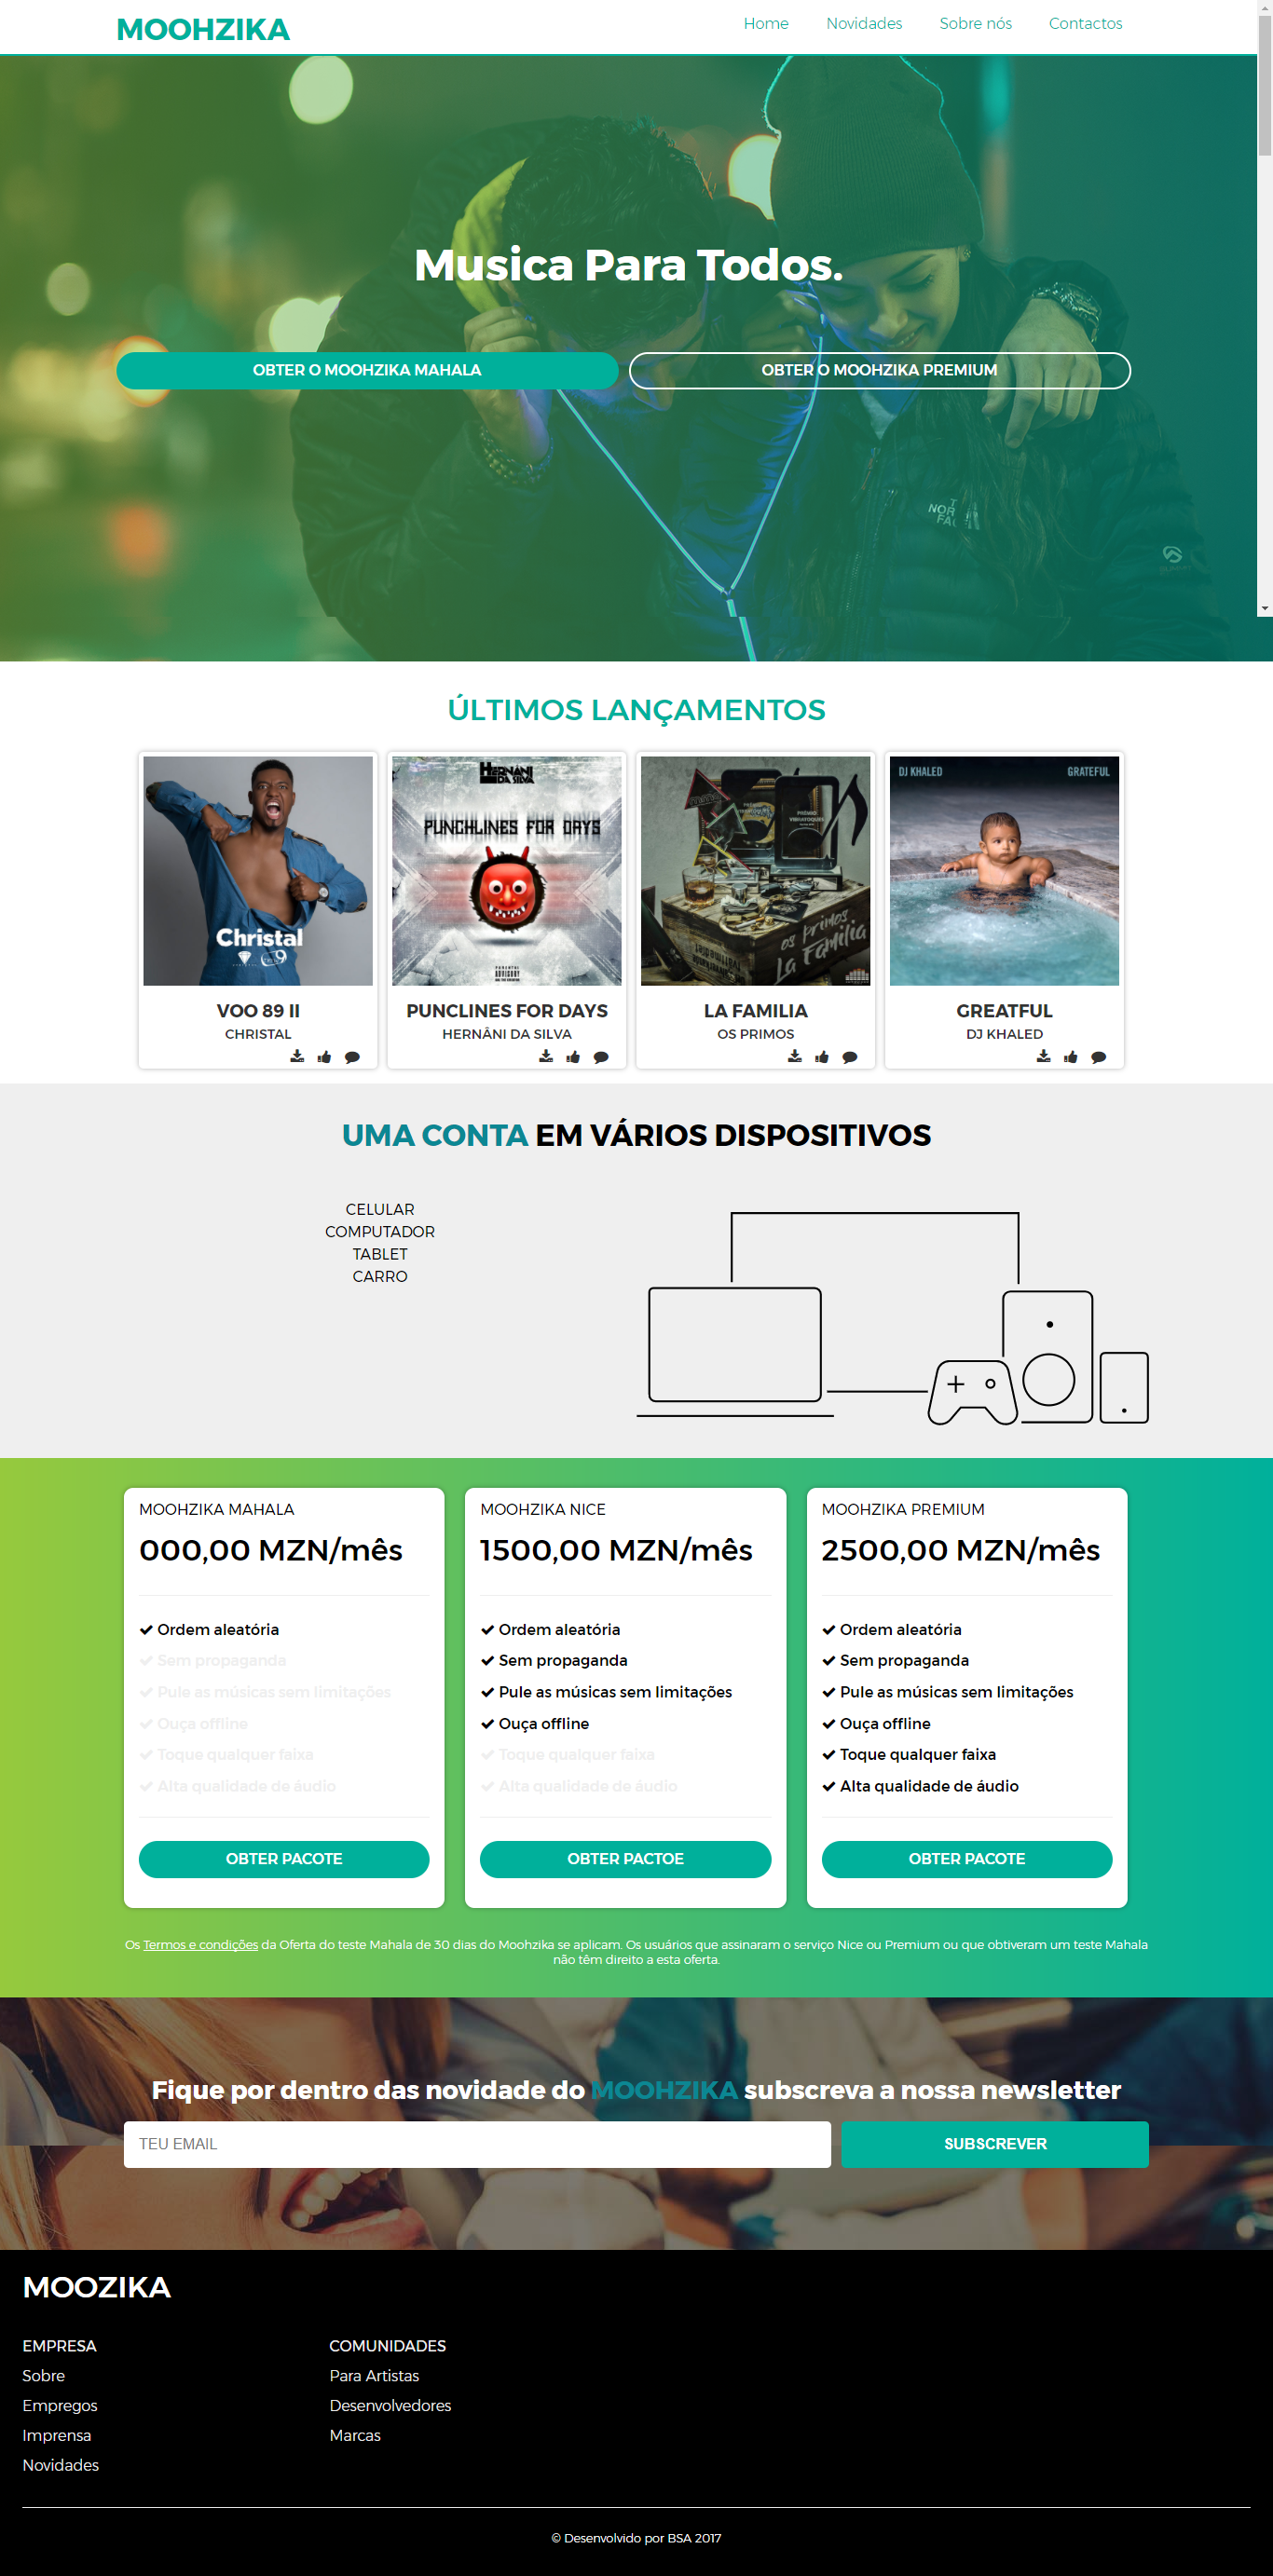 MOOHZIKA
Home Novidades Sobre nós Contactos
Musica Para Todos.
OBTER O MOOHZIKA MAHALA
OBTER O MOOHZIKA PREMIUM
NOR
FAC
ÚLTIMOS LANÇAMENTOS
Christal
HERNÂNI
DA SILVA
PUNCHLINES FOR DAYS
PARENTAL
ADVISORY
PRÉMIO
os primos
La Família
DJ KHALED GRATEFUL
VOO 89 II
CHRISTAL
PUNCLINES FOR DAYS
HERNÂNI DA SILVA
LA FAMILIA
OS PRIMOS
GREATFUL
DJ KHALED
UMA CONTA EM VÁRIOS DISPOSITIVOS
CELULAR
COMPUTADOR
TABLET
CARRO
MOOHZIKA MAHALA
000,00 MZN/mês
Ordem aleatória
Sem propaganda
Pule as músicas sem limitações
Ouça offline
Toque qualquer faixa
Alta qualidade de áudio
OBTER PACOTE
MOOHZIKA NICE
1500,00 MZN/mês
Ordem aleatória
Sem propaganda
Pule as músicas sem limitações
Ouça offline
Toque qualquer faixa
Alta qualidade de áudio
OBTER PACTOE
MOOHZIKA PREMIUM
2500,00 MZN/mês
Ordem aleatória
Sem propaganda
Pule as músicas sem limitações
Ouça offline
Toque qualquer faixa
Alta qualidade de áudio
OBTER PACOTE
Os Termos e condições da Oferta do teste Mahala de 30 dias do Moohzika se aplicam. Os usuários que assinaram o serviço Nice ou Premium ou que obtiveram um teste Mahala
não têm direito a esta oferta.
Fique por dentro das novidade do MOOHZIKA subscreva a nossa newsletter
TEU EMAIL
SUBSCREVER
MOOZIKA
EMPRESA
Sobre
Empregos
Imprensa
Novidades
COMUNIDADES
Para Artistas
Desenvolvedores
Marcas
© Desenvolvido por BSA 2017